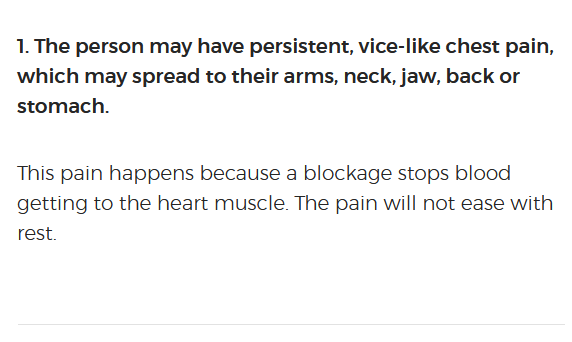 1. The person may have persistent, vice-like chest pain,
which may spread to their arms, neck, jaw, back or
stomach.
This pain happens because a blockage stops blood
getting to the heart muscle. The pain will not ease with
rest.